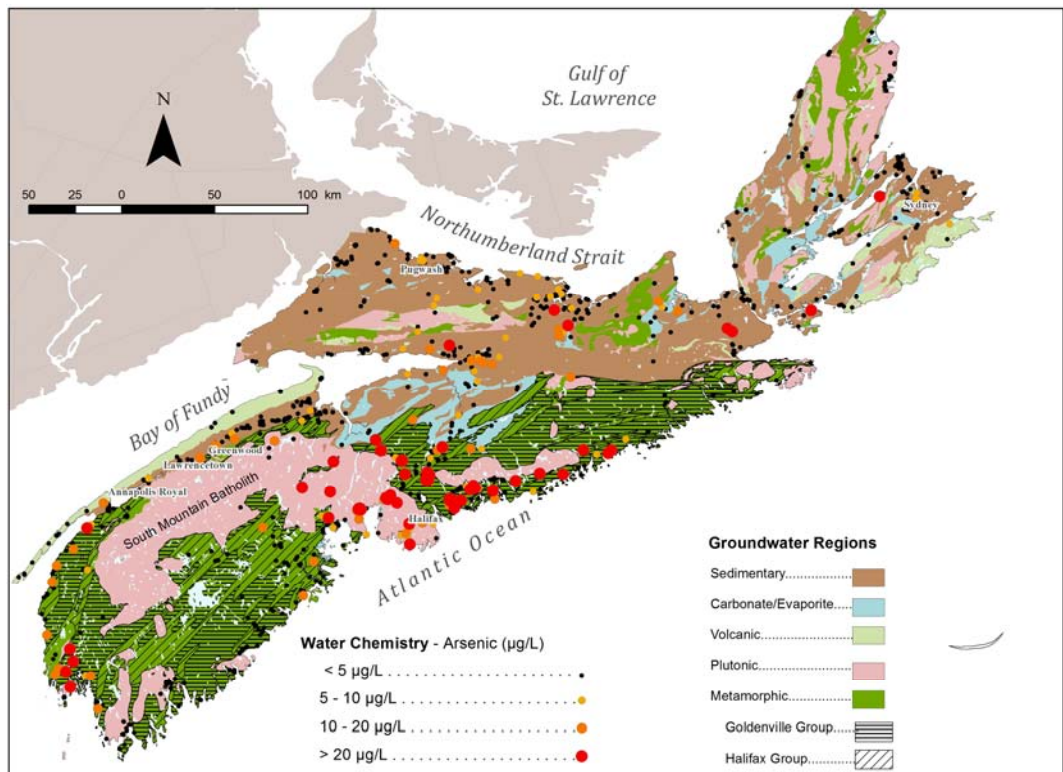 Gulf of
St. Lawrence
N
50 25 0 50 100 km
Northumberland Strait
Sydney
Pugwash
Bay of Fundy
Greenwood
Lawrencetown
Annapolis Royal
South Mountain Batholith
Halifax
Atlantic Ocean
Groundwater Regions
Sedimentary
Carbonate/Evaporite
Volcanic
Plutonic
Metamorphic
Goldenville Group
Halifax Group
Water Chemistry - Arsenic (µg/L)
< 5 µg/L
5 - 10 µg/L
10 - 20 µg/L
> 20 µg/L